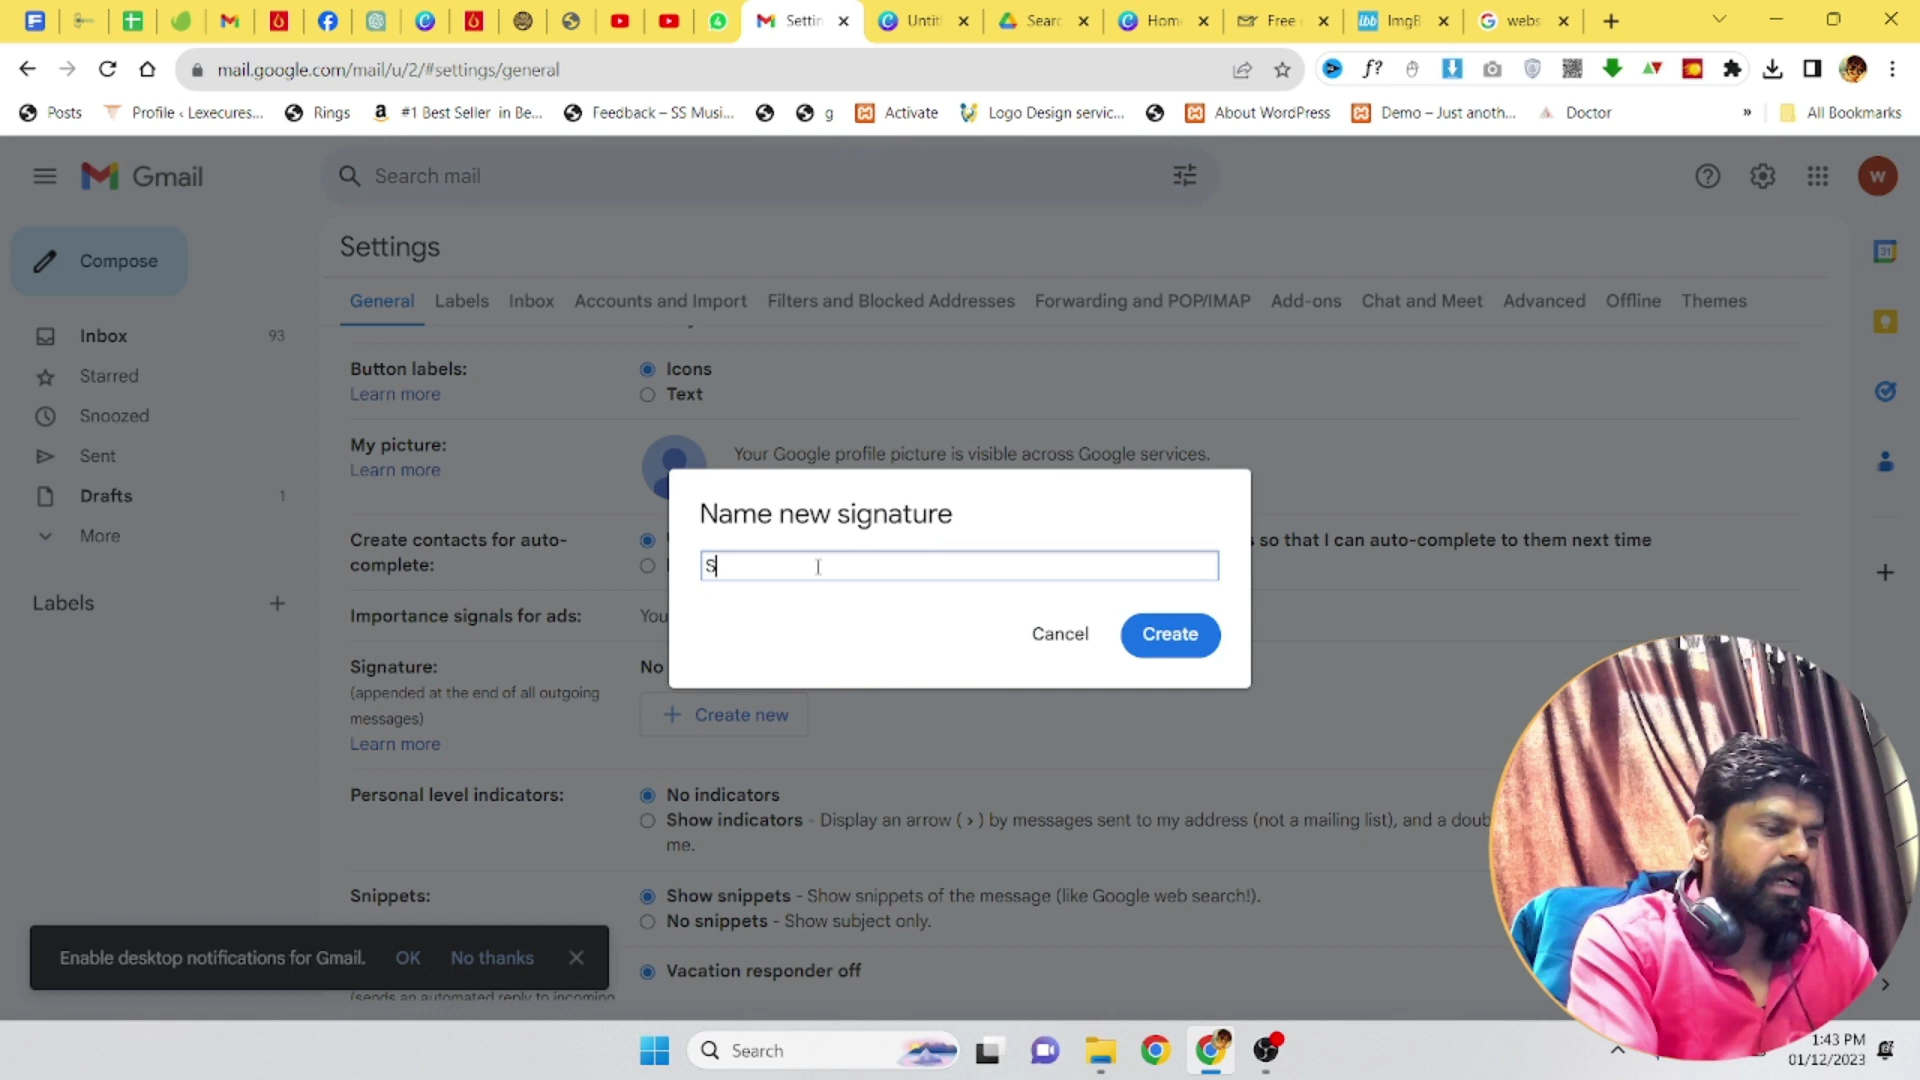 Settin
Untitl
Searc
Hom
Free
ibb
ImgB
webs
mail.google.com/mail/u/2/#settings/general
f?
Posts
Profile ‹ Lexecures...
Rings
#1 Best Seller in Be...
Feedback – SS Musi...
g
Activate
Logo Design servic...
About WordPress
Demo – Just anoth...
Doctor
»
All Bookmarks
Gmail
Search mail
W
Compose
Settings
General Labels Inbox Accounts and Import Filters and Blocked Addresses Forwarding and POP/IMAP Add-ons Chat and Meet Advanced Offline Themes
Inbox 93
Starred
Snoozed
Sent
Drafts 1
More
Labels
Button labels:
Learn more
Icons
Text
My picture:
Learn more
Your Google profile picture is visible across Google services.
Name new signature
S
Cancel
Create
Create contacts for auto-
complete:
s so that I can auto-complete to them next time
Importance signals for ads:
You
Signature:
(appended at the end of all outgoing
messages)
Learn more
No
Create new
Personal level indicators:
No indicators
Show indicators - Display an arrow ( › ) by messages sent to my address (not a mailing list), and a doub
me.
Snippets:
Show snippets - Show snippets of the message (like Google web search!).
No snippets - Show subject only.
Vacation responder off
(sends an automated reply to incoming
Enable desktop notifications for Gmail. OK No thanks
31
Search
1:43 PM
01/12/2023